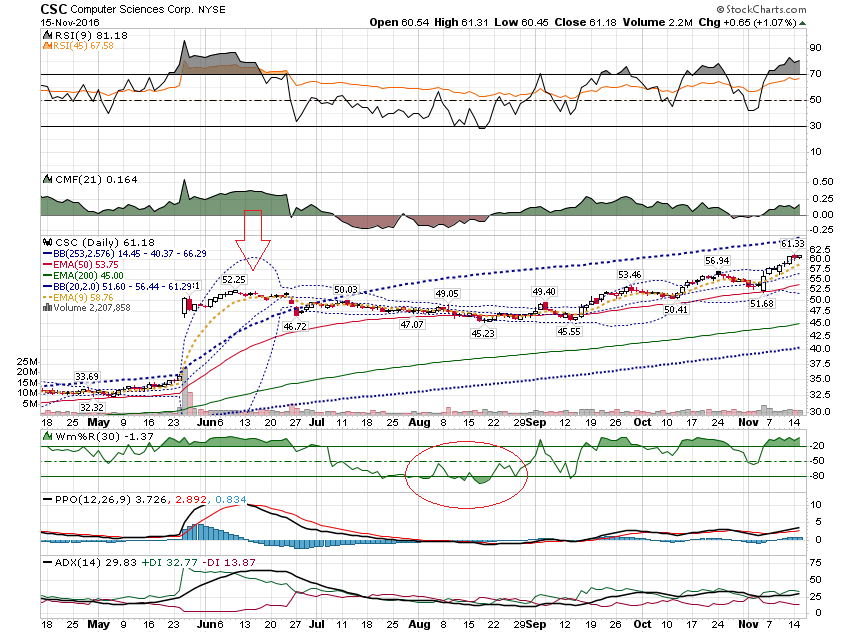 CSC Computer Sciences Corp. NYSE
© StockCharts.com
15-Nov-2016
Open 60.54 High 61.31 Low 60.45 Close 61.18 Volume 2.2M Chg +0.65 (+1.07%)
RSI(9) 81.18
RSI(45) 67.58
90
70
50
30
10
CMF(21) 0.164
0.50
0.25
0.00
-0.25
CSC (Daily) 61.18
BB(253,2.576) 14.45 - 40.37 - 66.29
EMA(50) 53.75
EMA(200) 45.00
BB(20,2.0) 51.60 - 56.44 - 61.29
EMA(9) 58.76
Volume 2,207,858
33.69
32.32
52.25
46.72
50.03
47.07
49.05
45.23
49.40
45.55
53.46
50.41
56.94
51.68
61.33
62.5
60.0
57.5
55.0
52.5
50.0
47.5
45.0
42.5
40.0
37.5
35.0
32.5
30.0
25M
20M
15M
10M
5M
18 25 May 9 16 23 Jun 6 13 20 27 Jul 11 18 25 Aug 8 15 22 29 Sep 12 19 26 Oct 10 17 24 Nov 7 14
Wm%R(30) -1.37
-20
-50
-80
PPO(12,26,9) 3.726, 2.892, 0.834
10
5
0
ADX(14) 29.83 +DI 32.77 -DI 13.87
75
50
25
0
18 25 May 9 16 23 Jun 6 13 20 27 Jul 11 18 25 Aug 8 15 22 29 Sep 12 19 26 Oct 10 17 24 Nov 7 14